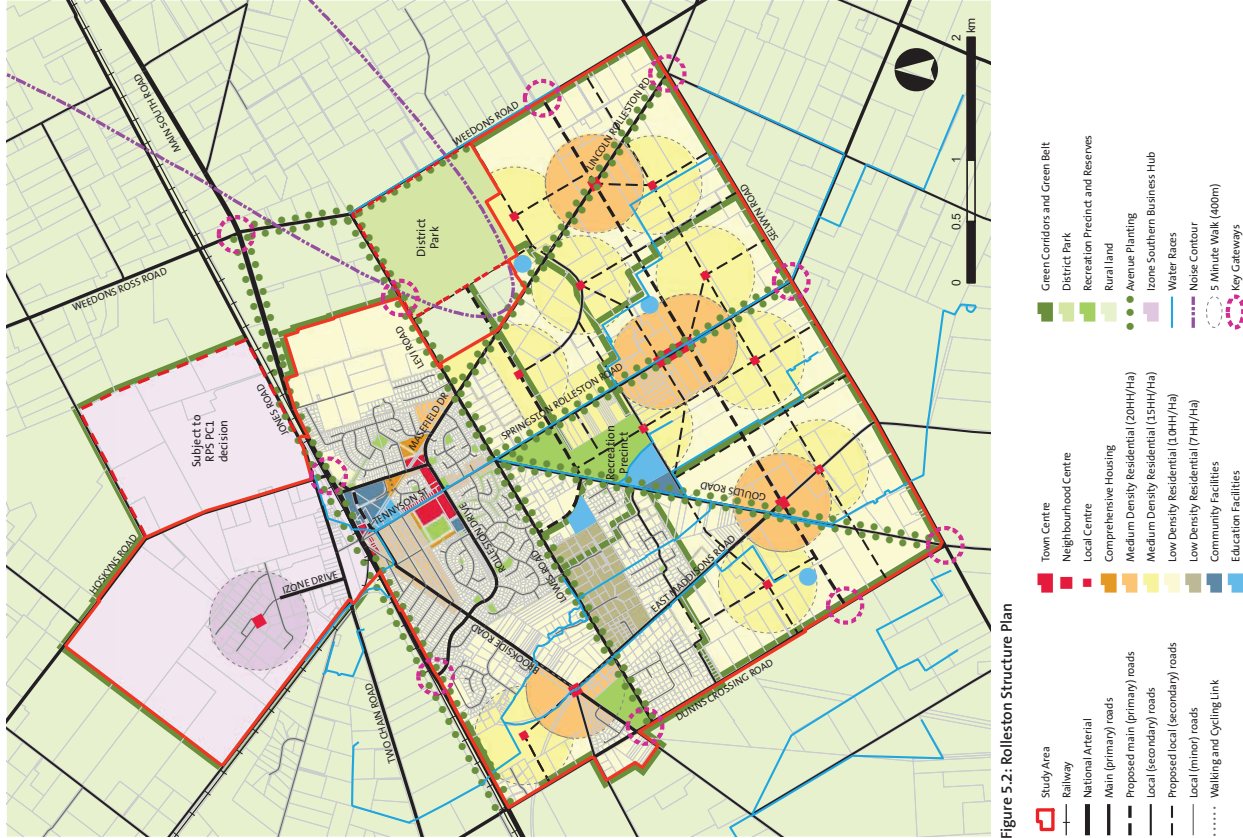 MAIN SOUTH ROAD
WEEDONS ROSS ROAD
WEEDONS ROAD
District
Park
LINCOLN ROLLESTON RD
HOSKYNS ROAD
Subject to
RPS PC1
decision
JONES ROAD
LEVI ROAD
MASEFIELD DR
SPRINGSTON ROLLESTON ROAD
SELWYN ROAD
IZONE DRIVE
TENNYSON ST
ROLLESTON DRIVE
Recreation
Precinct
GOULDS ROAD
LOWES ROAD
EAST MADDISONS ROAD
BROOKSIDE ROAD
TWO CHAIN ROAD
DUNNS CROSSING ROAD
0
0.5
1
2
km
Figure 5.2: Rolleston Structure Plan
Study Area
Railway
National Arterial
Main (primary) roads
Proposed main (primary) roads
Local (secondary) roads
Proposed local (secondary) roads
Local (minor) roads
Walking and Cycling Link
Town Centre
Neighbourhood Centre
Local Centre
Comprehensive Housing
Medium Density Residential (20HH/Ha)
Medium Density Residential (15HH/Ha)
Low Density Residential (10HH/Ha)
Low Density Residential (7HH/Ha)
Community Facilities
Education Facilities
Green Corridors and Green Belt
District Park
Recreation Precinct and Reserves
Rural land
Avenue Planting
Izone Southern Business Hub
Water Races
Noise Contour
5 Minute Walk (400m)
Key Gateways